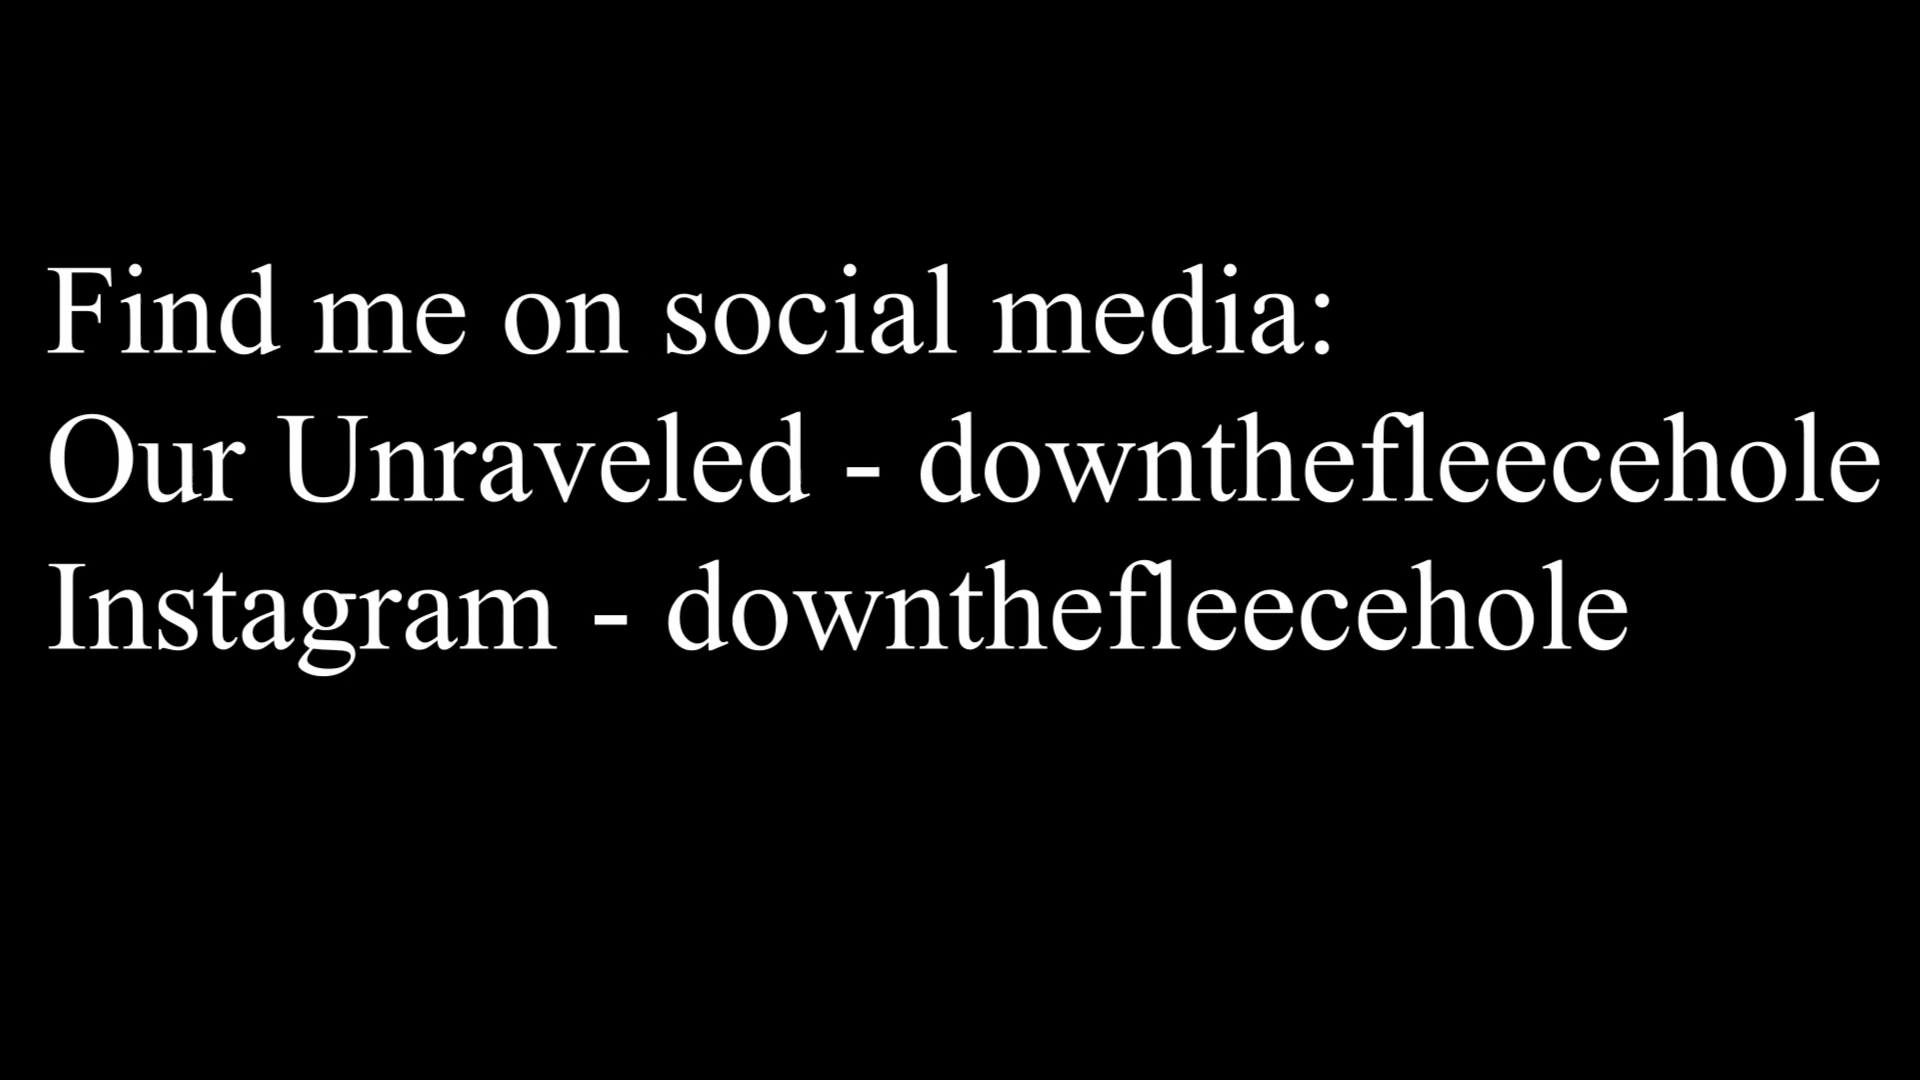 Find me on social media:
Our Unraveled - downthefleecehole
Instagram - downthefleecehole